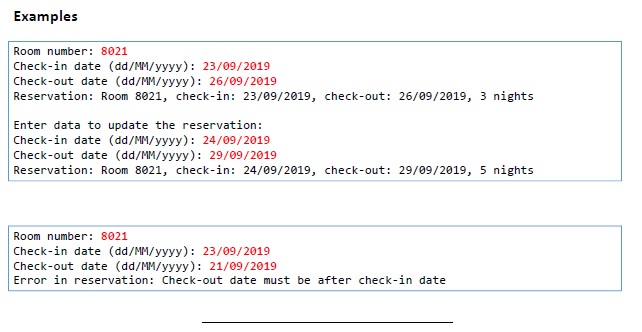 Examples
Room number: 8021
Check-in date (dd/MM/yyyy): 23/09/2019
Check-out date (dd/MM/yyyy): 26/09/2019
Reservation: Room 8021, check-in: 23/09/2019, check-out: 26/09/2019, 3 nights
Enter data to update the reservation:
Check-in date (dd/MM/yyyy): 24/09/2019
Check-out date (dd/MM/yyyy): 29/09/2019
Reservation: Room 8021, check-in: 24/09/2019, check-out: 29/09/2019, 5 nights
Room number: 8021
Check-in date (dd/MM/yyyy): 23/09/2019
Check-out date (dd/MM/yyyy): 21/09/2019
Error in reservation: Check-out date must be after check-in date